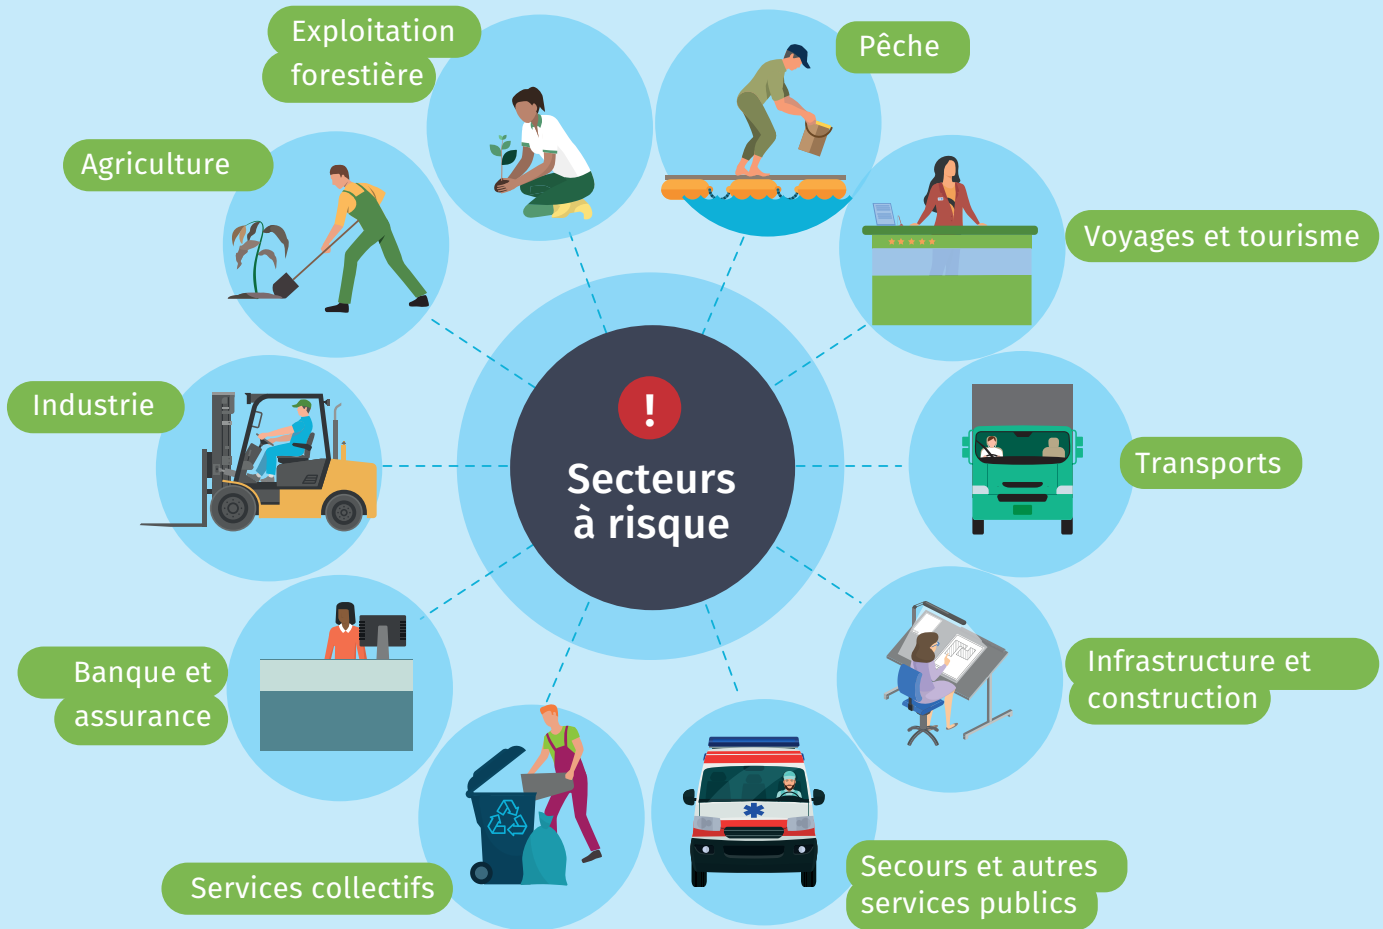 Exploitation
forestière
Pêche
Agriculture
Voyages et tourisme
Industrie
!
Secteurs
à risque
Transports
Banque et
assurance
Infrastructure et
construction
Services collectifs
Secours et autres
services publics